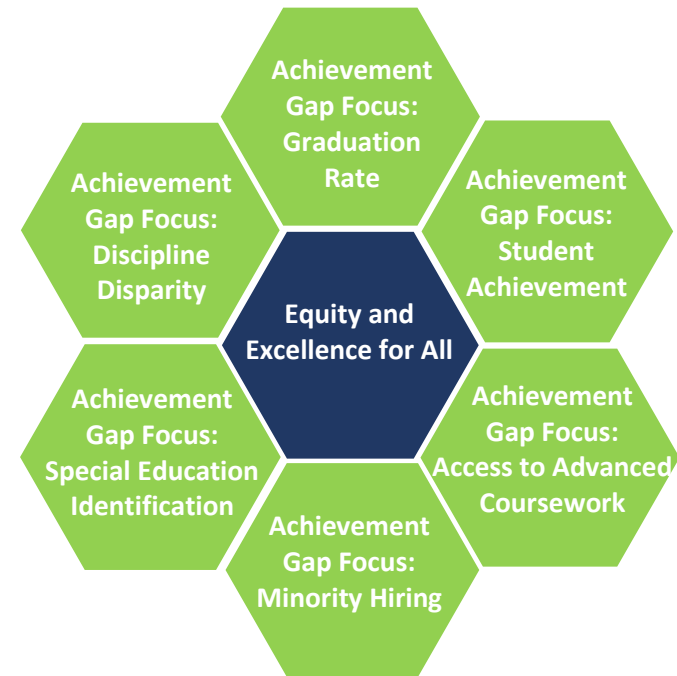 Achievement
Gap Focus:
Graduation
Rate
Achievement
Gap Focus:
Student
Achievement
Achievement
Gap Focus:
Access to Advanced
Coursework
Achievement
Gap Focus:
Minority Hiring
Achievement
Gap Focus:
Special Education
Identification
Achievement
Gap Focus:
Discipline
Disparity
Equity and
Excellence for All